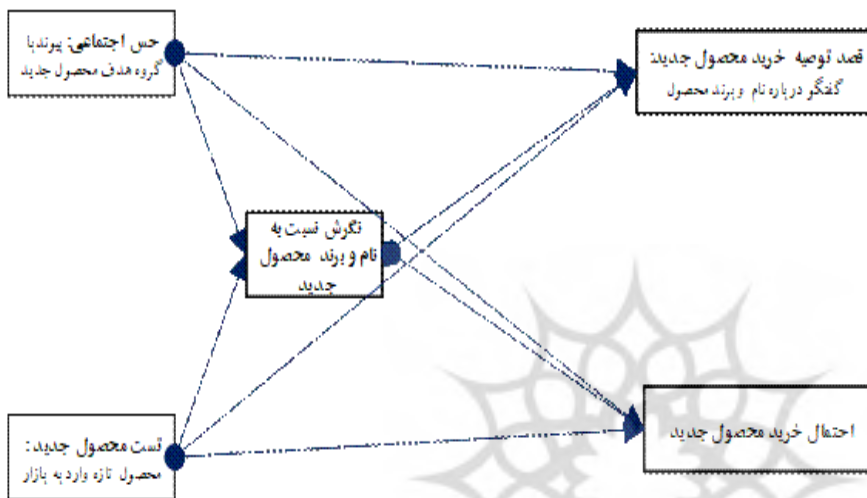 حس اجتماعی: پیوند با
گروه هدف محصول جدید
قصد توصیه خرید محصول جدید:
گفتگو درباره نام و برند محصول
نگرش نسبت به
نام و برند محصول
جدید
تست محصول جدید :
محصول تازه وارد به بازار
احتمال خرید محصول جدید